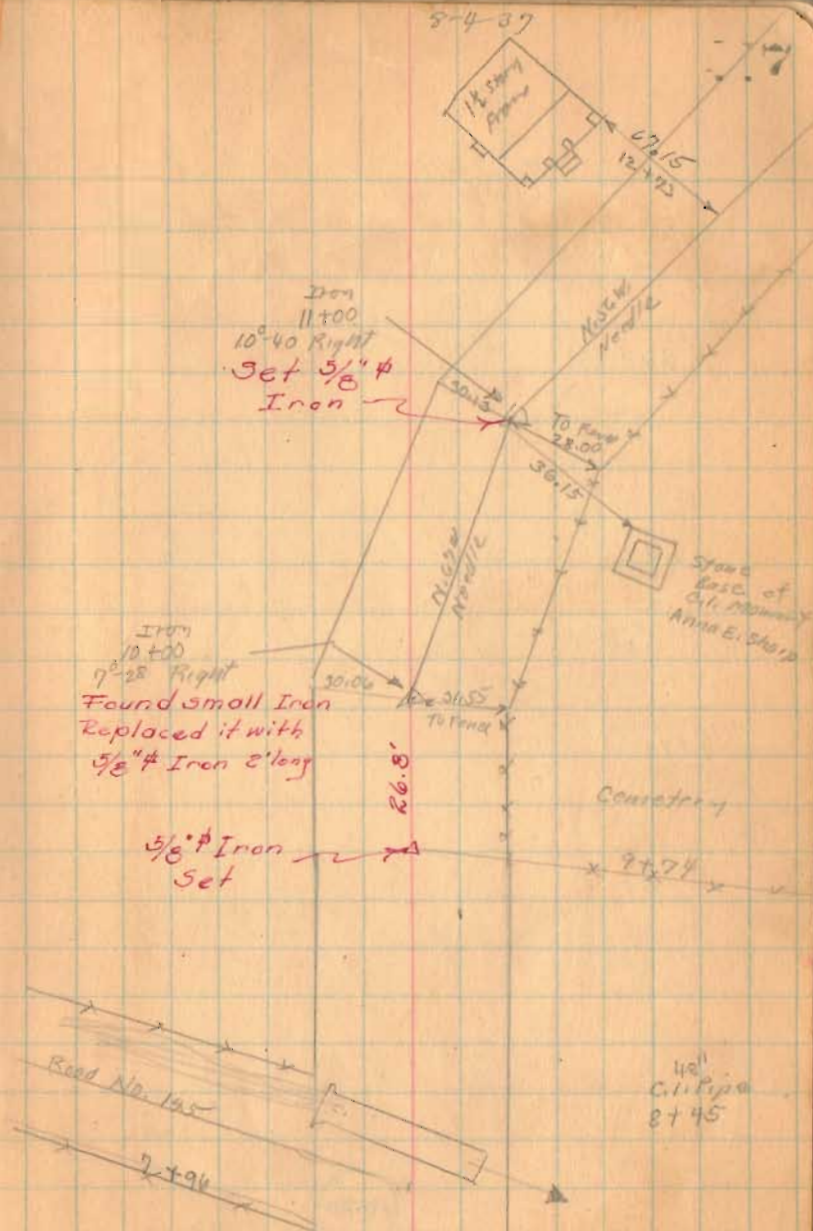 8-4-37
1½ Story
Frame
67.15
12+73
N.56.W.
Needle
Iron
11+00
10°-40 Right
Set 5/8"ϕ
Iron
30.25
To Fence
28.00
36.15
Stone
Base of
C.I. Monument
Anna E. Sharp
N.67W
Needle
Iron
10+00
7°-28 Right
Found small Iron
Replaced it with
5/8"ϕ Iron 2' long
30.06
31.55
To Fence
26.8'
Cemetery
5/8"ϕ Iron
Set
9+74
48"
C.I. Pipe
8+45
Road No. 195
7+96